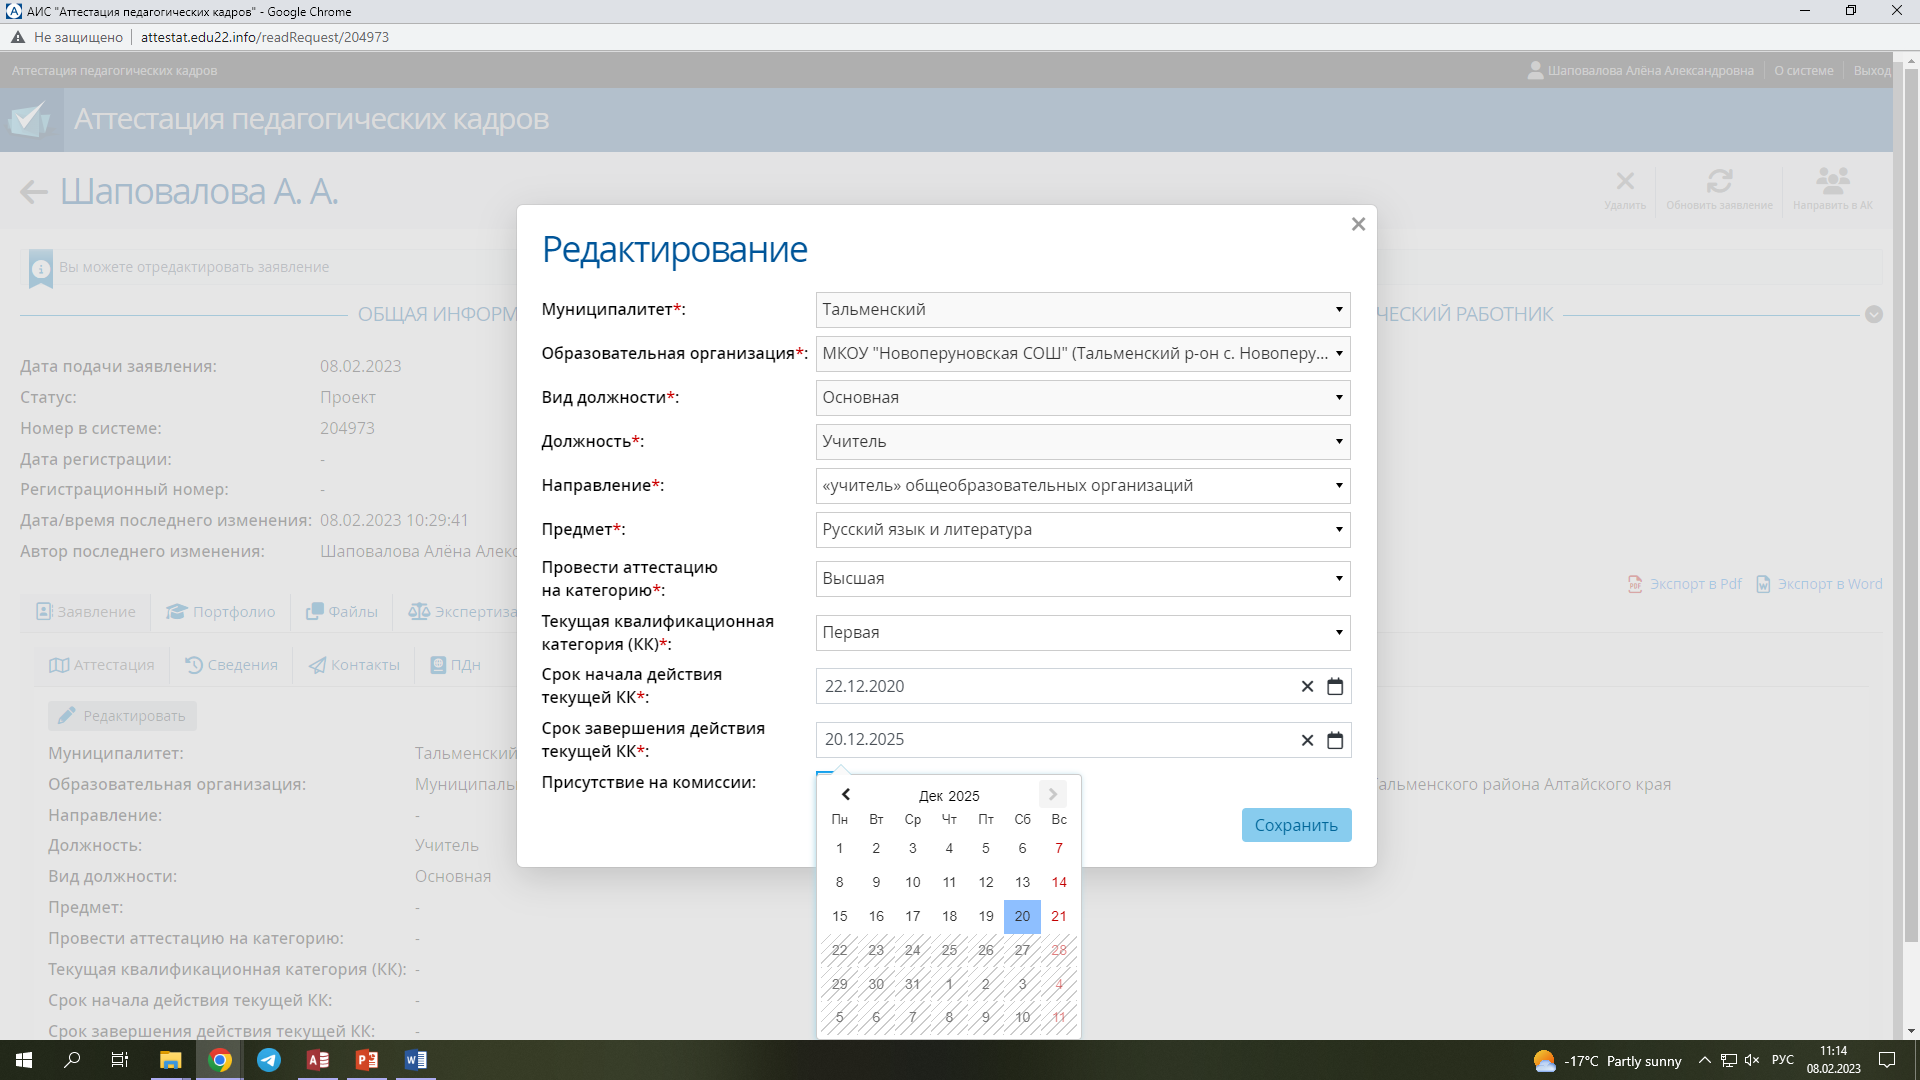 АИС "Аттестация педагогических кадров" - Google Chrome
Не защищено
attestat.edu22.info/readRequest/204973
Аттестация педагогических кадров
Шаповалова Алёна Александровна
О системе
Выход
Аттестация педагогических кадров
Шаповалова А. А.
Удалить
Обновить заявление
Направить в АК
Вы можете отредактировать заявление
ОБЩАЯ ИНФОРМ
ЧЕСКИЙ РАБОТНИК
Дата подачи заявления: 08.02.2023
Статус: Проект
Номер в системе: 204973
Дата регистрации: -
Регистрационный номер: -
Дата/время последнего изменения: 08.02.2023 10:29:41
Автор последнего изменения: Шаповалова Алёна Алекс
Экспорт в Pdf
Экспорт в Word
Заявление
Портфолио
Файлы
Экспертиза
Аттестация
Сведения
Контакты
ПДн
Редактировать
Муниципалитет: Тальменский
Образовательная организация: Муниципаль
альменского района Алтайского края
Направление: -
Должность: Учитель
Вид должности: Основная
Предмет: -
Провести аттестацию на категорию: -
Текущая квалификационная категория (КК): -
Срок начала действия текущей КК: -
Срок завершения действия текущей КК: -
Редактирование
Муниципалитет*: Тальменский
Образовательная организация*: МКОУ "Новоперуновская СОШ" (Тальменский р-он с. Новоперу...
Вид должности*: Основная
Должность*: Учитель
Направление*: «учитель» общеобразовательных организаций
Предмет*: Русский язык и литература
Провести аттестацию
на категорию*: Высшая
Текущая квалификационная
категория (КК)*: Первая
Срок начала действия
текущей КК*: 22.12.2020
Срок завершения действия
текущей КК*: 20.12.2025
Присутствие на комиссии:
Сохранить
Дек 2025
Пн Вт Ср Чт Пт Сб Вс
1 2 3 4 5 6 7
8 9 10 11 12 13 14
15 16 17 18 19 20 21
22 23 24 25 26 27 28
29 30 31 1 2 3 4
5 6 7 8 9 10 11
-17°C Partly sunny
РУС
11:14
08.02.2023